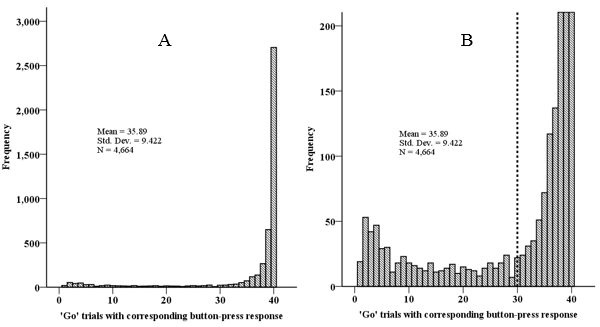 A
3,000
2,500
2,000
1,500
1,000
500
0
Frequency
Mean = 35.89
Std. Dev. = 9.422
N = 4,664
0 10 20 30 40
'Go' trials with corresponding button-press response
B
200
150
100
50
0
Frequency
Mean = 35.89
Std. Dev. = 9.422
N = 4,664
0 10 20 30 40
'Go' trials with corresponding button-press response